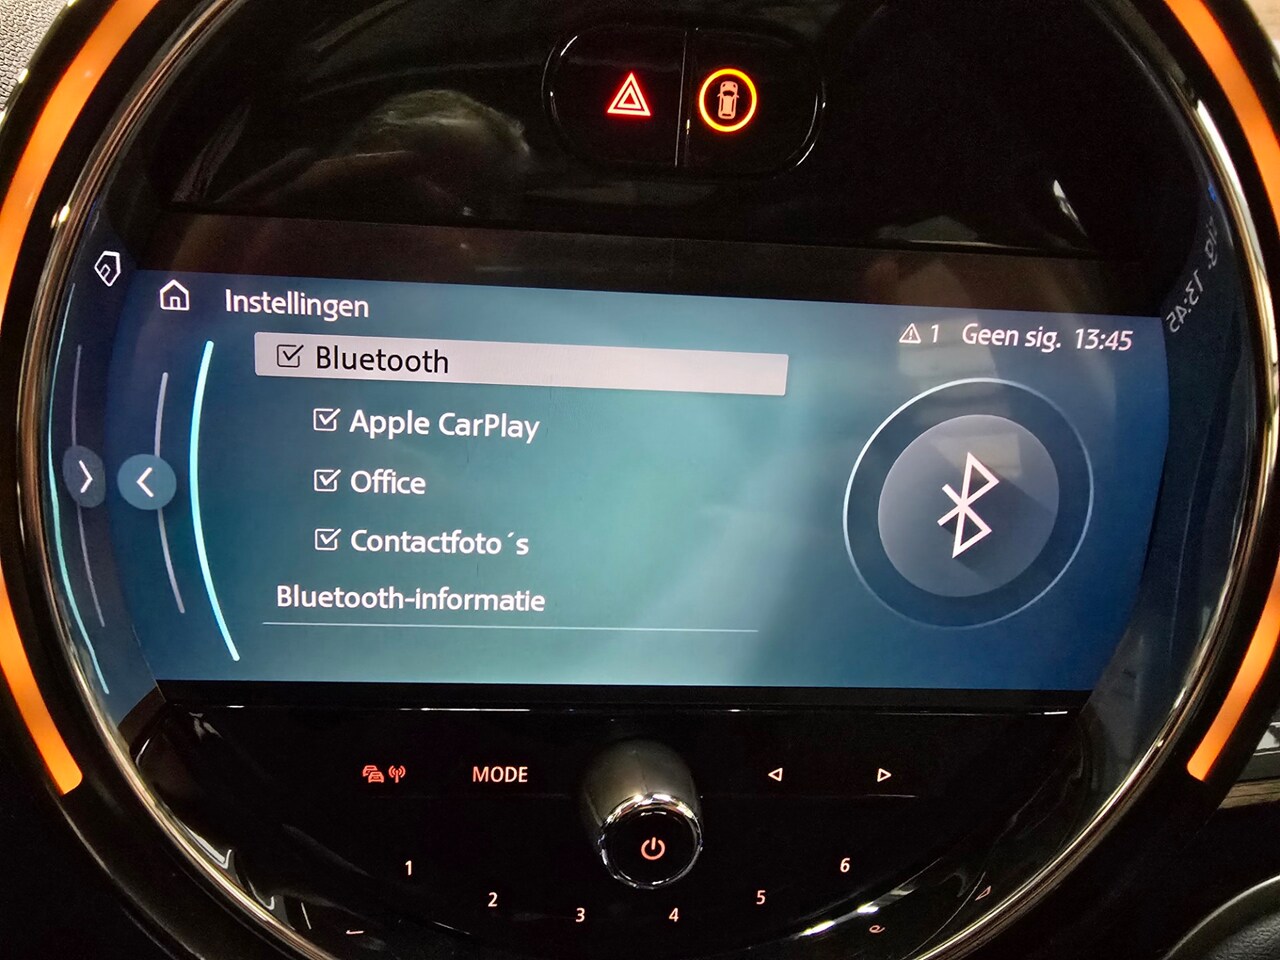 Instellingen
1 Geen sig. 13:45
Bluetooth
Apple CarPlay
Office
Contactfoto´s
Bluetooth-informatie
MODE
1
2
3
4
5
6